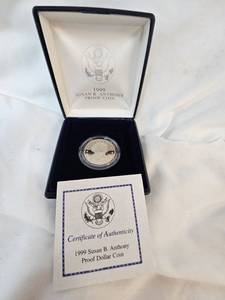 1999
SUSAN B. ANTHONY
PROOF COIN
Certificate of Authenticity
1999 Susan B. Anthony
Proof Dollar Coin